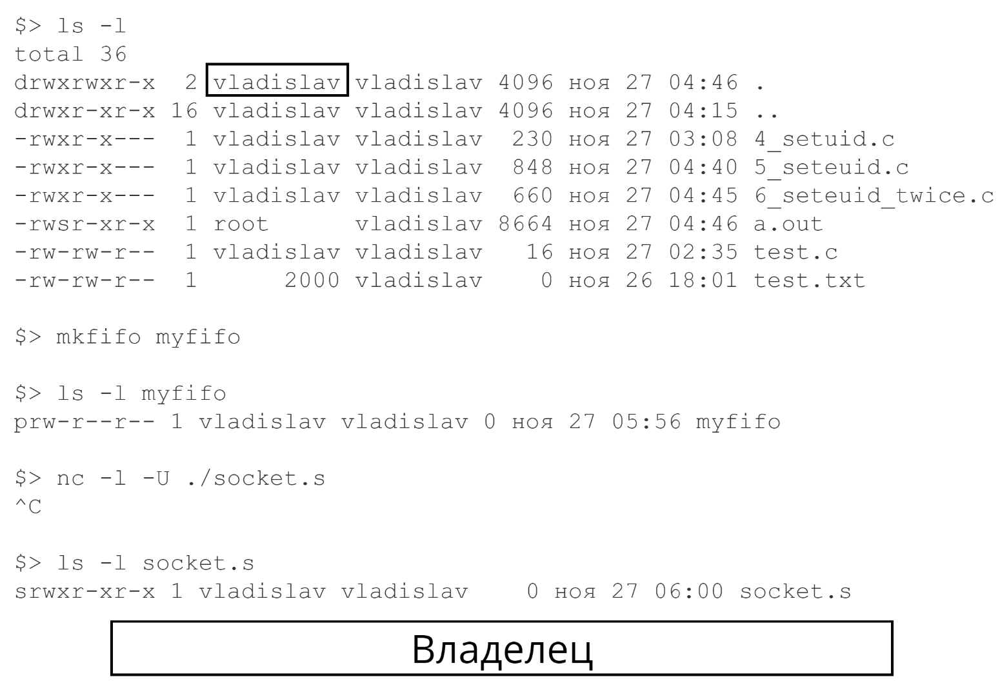 $> ls -l
total 36
drwxrwxr-x  2 vladislav vladislav 4096 ноя 27 04:46 .
drwxr-xr-x 16 vladislav vladislav 4096 ноя 27 04:15 ..
-rwxr-x---  1 vladislav vladislav  230 ноя 27 03:08 4_setuid.c
-rwxr-x---  1 vladislav vladislav  848 ноя 27 04:40 5_seteuid.c
-rwxr-x---  1 vladislav vladislav  660 ноя 27 04:45 6_seteuid_twice.c
-rwsr-xr-x  1 root      vladislav 8664 ноя 27 04:46 a.out
-rw-rw-r--  1 vladislav vladislav   16 ноя 27 02:35 test.c
-rw-rw-r--  1      2000 vladislav    0 ноя 26 18:01 test.txt
$> mkfifo myfifo
$> ls -l myfifo
prw-r--r-- 1 vladislav vladislav 0 ноя 27 05:56 myfifo
$> nc -l -U ./socket.s
^C
$> ls -l socket.s
srwxr-xr-x 1 vladislav vladislav    0 ноя 27 06:00 socket.s
Владелец